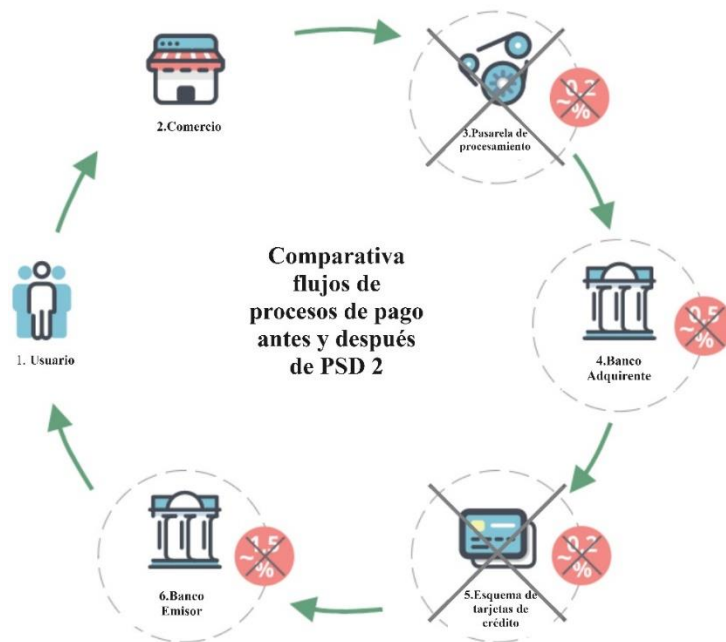 2.Comercio
3.Pasarela de
procesamiento
~0.2
%
Comparativa
flujos de
procesos de pago
antes y después
de PSD 2
1. Usuario
4.Banco
Adquirente
~0.5
%
6.Banco
Emisor
~1.5
%
5.Esquema de
tarjetas de
crédito
~0.2
%